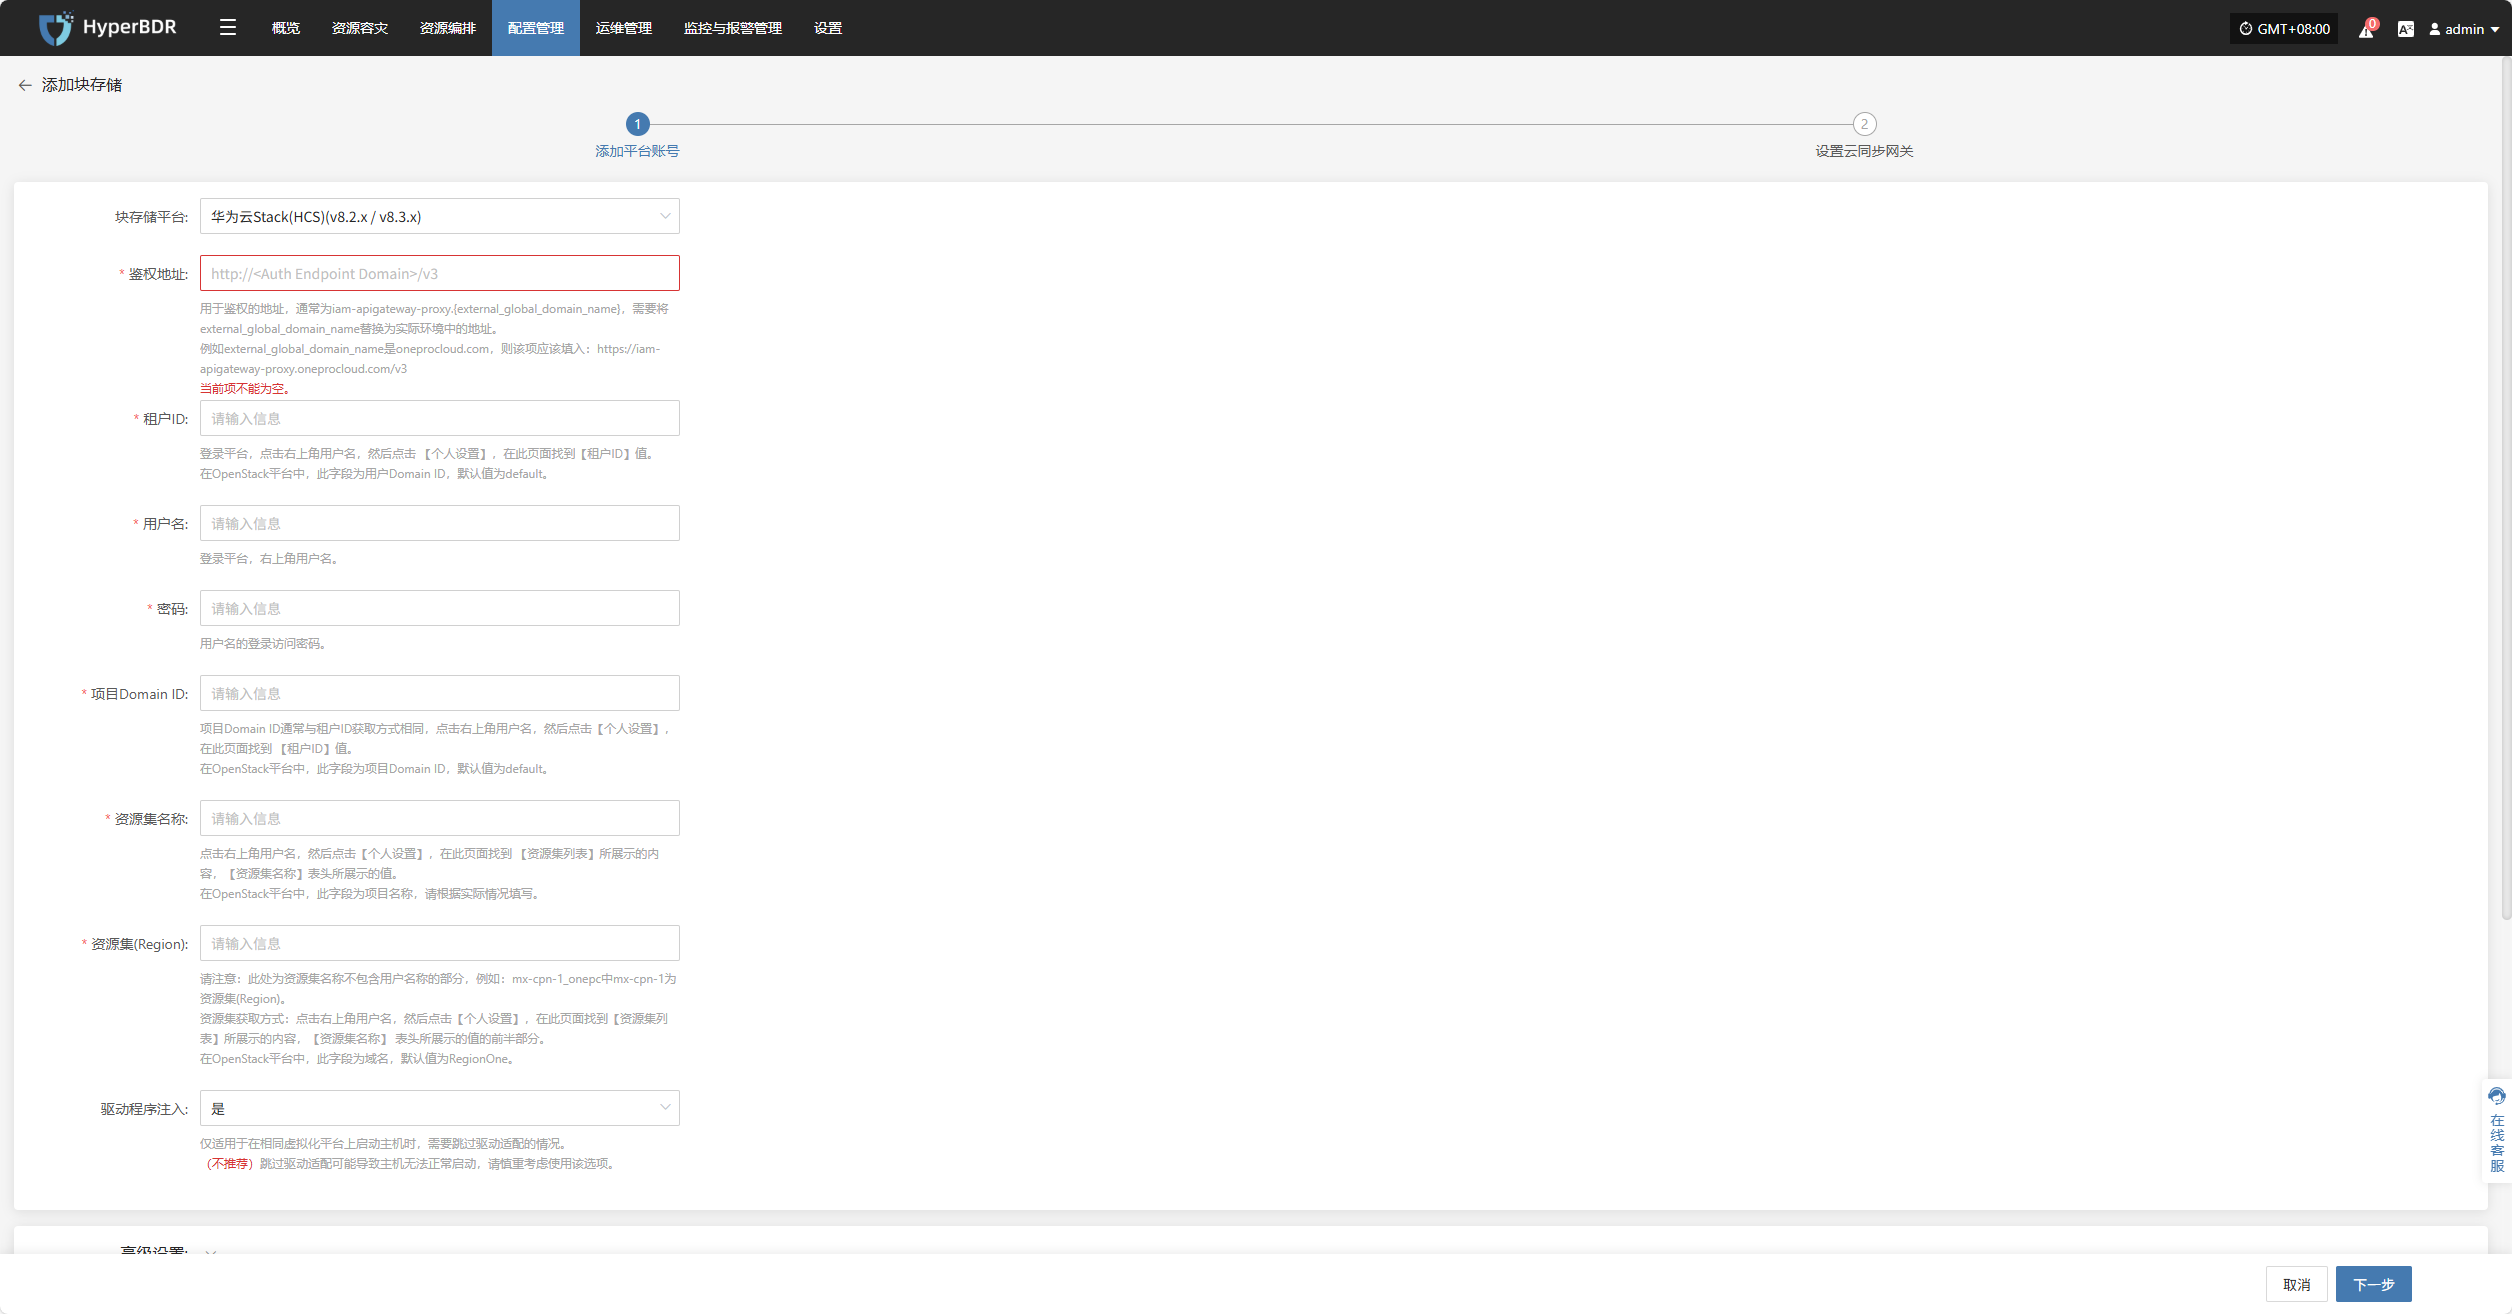 HyperBDR
概览
资源容灾
资源编排
配置管理
运维管理
监控与报警管理
设置
GMT+08:00
0
admin
添加块存储
1
添加平台账号
2
设置云同步网关
块存储平台:
华为云Stack(HCS)(v8.2.x / v8.3.x)
* 鉴权地址:
http://<Auth Endpoint Domain>/v3
用于鉴权的地址，通常为iam-apigateway-proxy.{external_global_domain_name}，需要将
external_global_domain_name替换为实际环境中的地址。
例如external_global_domain_name是oneprocloud.com，则该项应该填入：https://iam-
apigateway-proxy.oneprocloud.com/v3
当前项不能为空。
* 租户ID:
请输入信息
登录平台，点击右上角用户名，然后点击 【个人设置】，在此页面找到【租户ID】值。
在OpenStack平台中，此字段为用户Domain ID，默认值为default。
* 用户名:
请输入信息
登录平台，右上角用户名。
* 密码:
请输入信息
用户名的登录访问密码。
* 项目Domain ID:
请输入信息
项目Domain ID通常与租户ID获取方式相同，点击右上角用户名，然后点击【个人设置】，
在此页面找到 【租户ID】值。
在OpenStack平台中，此字段为项目Domain ID，默认值为default。
* 资源集名称:
请输入信息
点击右上角用户名，然后点击【个人设置】，在此页面找到 【资源集列表】所展示的内
容，【资源集名称】表头所展示的值。
在OpenStack平台中，此字段为项目名称，请根据实际情况填写。
* 资源集(Region):
请输入信息
请注意：此处为资源集名称不包含用户名称的部分，例如：mx-cpn-1_onepc中mx-cpn-1为
资源集(Region)。
资源集获取方式：点击右上角用户名，然后点击【个人设置】，在此页面找到【资源集列
表】所展示的内容，【资源集名称】 表头所展示的值的前半部分。
在OpenStack平台中，此字段为域名，默认值为RegionOne。
驱动程序注入:
是
仅适用于在相同虚拟化平台上启动主机时，需要跳过驱动适配的情况。
（不推荐）跳过驱动适配可能导致主机无法正常启动，请慎重考虑使用该选项。
高级设置:
在线客服
取消
下一步